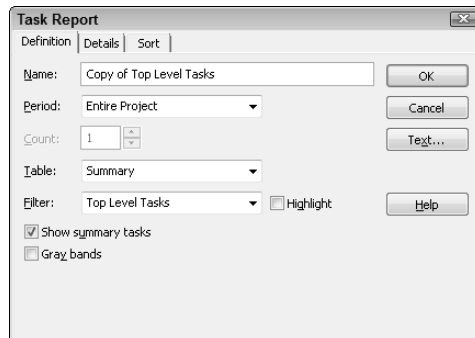 Task Report
Definition Details Sort
Name: Copy of Top Level Tasks OK
Period: Entire Project Cancel
Count: 1 Text...
Table: Summary
Filter: Top Level Tasks Highlight Help
Show summary tasks
Gray bands